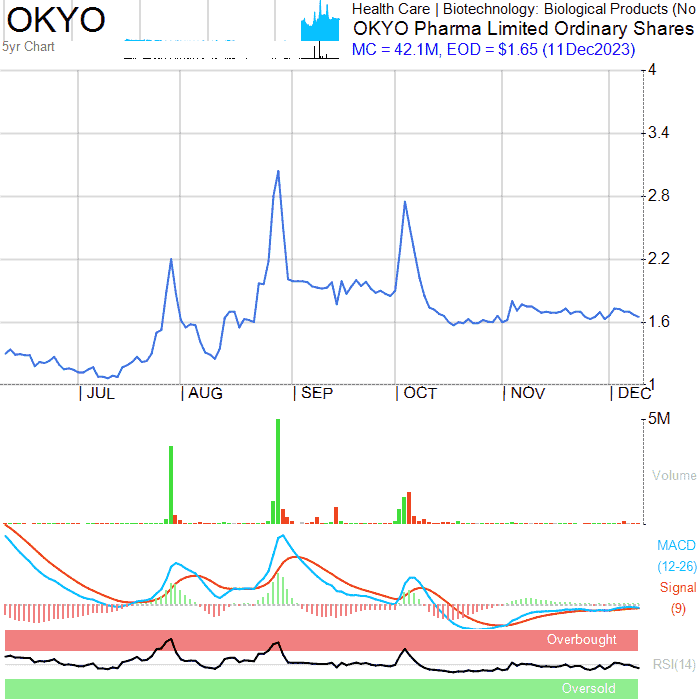 OKYO
5yr Chart
Health Care | Biotechnology: Biological Products (No
OKYO Pharma Limited Ordinary Shares
MC = 42.1M, EOD = $1.65 (11Dec2023)
4
3.4
2.8
2.2
1.6
1
|JUL |AUG |SEP |OCT |NOV |DEC
5M
Volume
MACD
(12-26)
Signal
(9)
Overbought
RSI(14)
Oversold